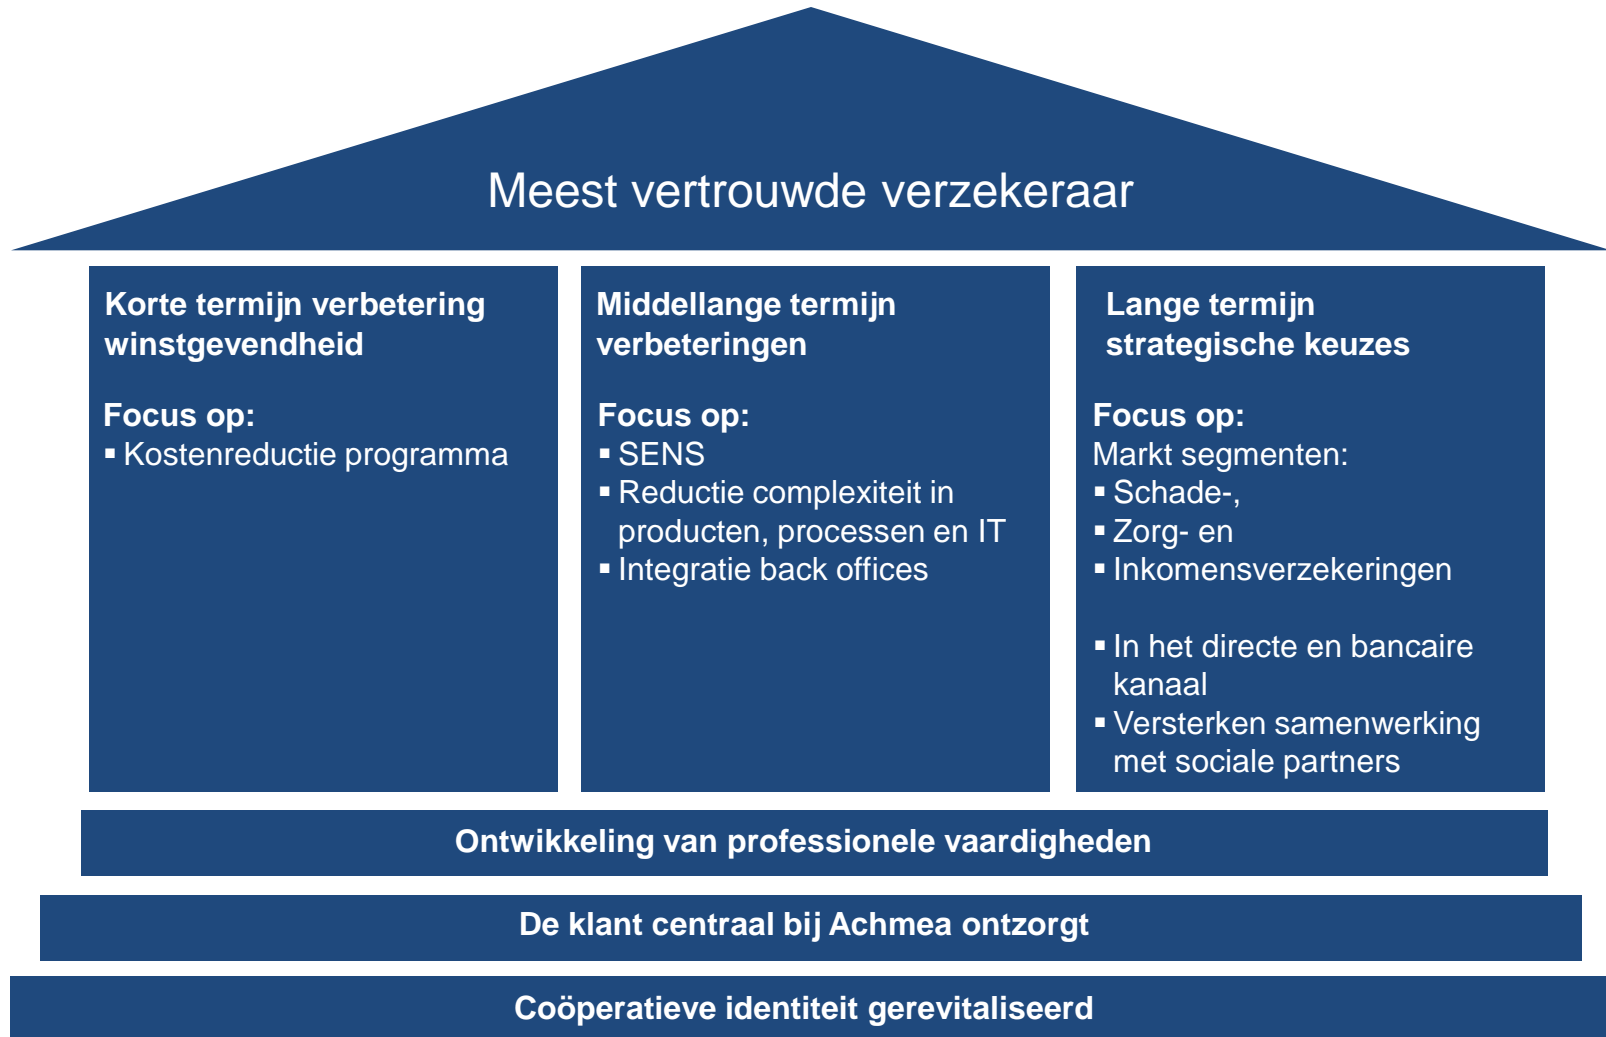 Meest vertrouwde verzekeraar
Korte termijn verbetering
winstgevendheid
Focus op:
▪ Kostenreductie programma
Middellange termijn
verbeteringen
Focus op:
▪ SENS
▪ Reductie complexiteit in
producten, processen en IT
▪ Integratie back offices
Lange termijn
strategische keuzes
Focus op:
Markt segmenten:
▪ Schade-,
▪ Zorg- en
▪ Inkomensverzekeringen
▪ In het directe en bancaire
kanaal
▪ Versterken samenwerking
met sociale partners
Ontwikkeling van professionele vaardigheden
De klant centraal bij Achmea ontzorgt
Coöperatieve identiteit gerevitaliseerd